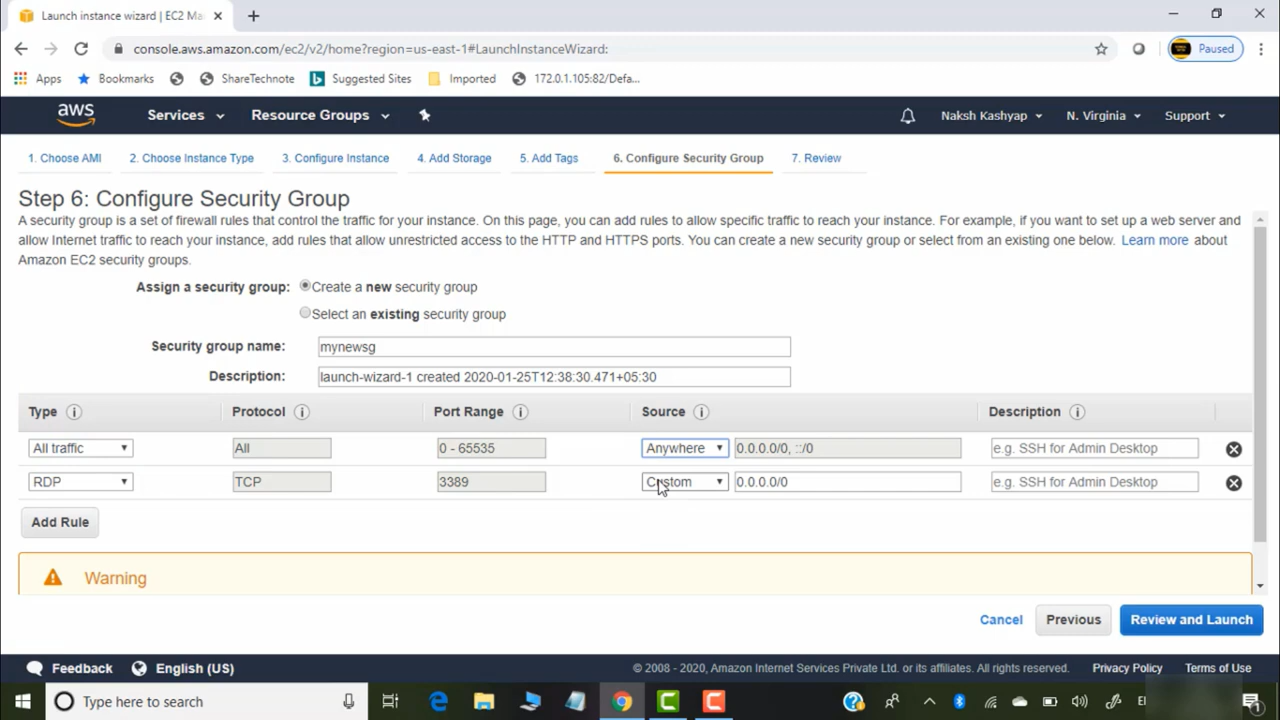 Launch instance wizard | EC2 Ma
console.aws.amazon.com/ec2/v2/home?region=us-east-1#LaunchInstanceWizard:
Paused
Apps
Bookmarks
ShareTechnote
Suggested Sites
Imported
172.0.1.105:82/Defa...
aws
Services
Resource Groups
Naksh Kashyap
N. Virginia
Support
1. Choose AMI
2. Choose Instance Type
3. Configure Instance
4. Add Storage
5. Add Tags
6. Configure Security Group
7. Review
Step 6: Configure Security Group
A security group is a set of firewall rules that control the traffic for your instance. On this page, you can add rules to allow specific traffic to reach your instance. For example, if you want to set up a web server and
allow Internet traffic to reach your instance, add rules that allow unrestricted access to the HTTP and HTTPS ports. You can create a new security group or select from an existing one below. Learn more about
Amazon EC2 security groups.
Assign a security group: Create a new security group
Select an existing security group
Security group name: mynewsg
Description: launch-wizard-1 created 2020-01-25T12:38:30.471+05:30
Type Protocol Port Range Source Description
All traffic All 0 - 65535 Anywhere 0.0.0.0/0, ::/0 e.g. SSH for Admin Desktop
RDP TCP 3389 Custom 0.0.0.0/0 e.g. SSH for Admin Desktop
Add Rule
Warning
Cancel
Previous
Review and Launch
Feedback
English (US)
© 2008 - 2020, Amazon Internet Services Private Ltd. or its affiliates. All rights reserved.
Privacy Policy
Terms of Use
Type here to search